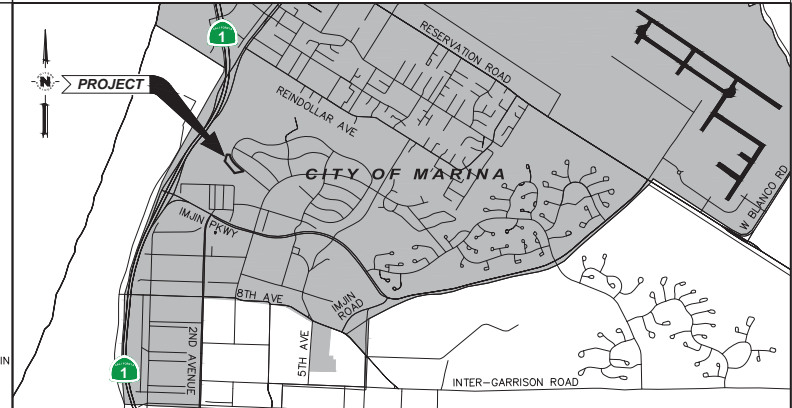 CALIFORNIA
1
RESERVATION ROAD
N
PROJECT
REINDOLLAR AVE
CITY OF MARINA
W BLANCO RD
IMJIN PKWY
8TH AVE
IMJIN
ROAD
2ND AVENUE
5TH AVE
IN
1
INTER-GARRISON ROAD